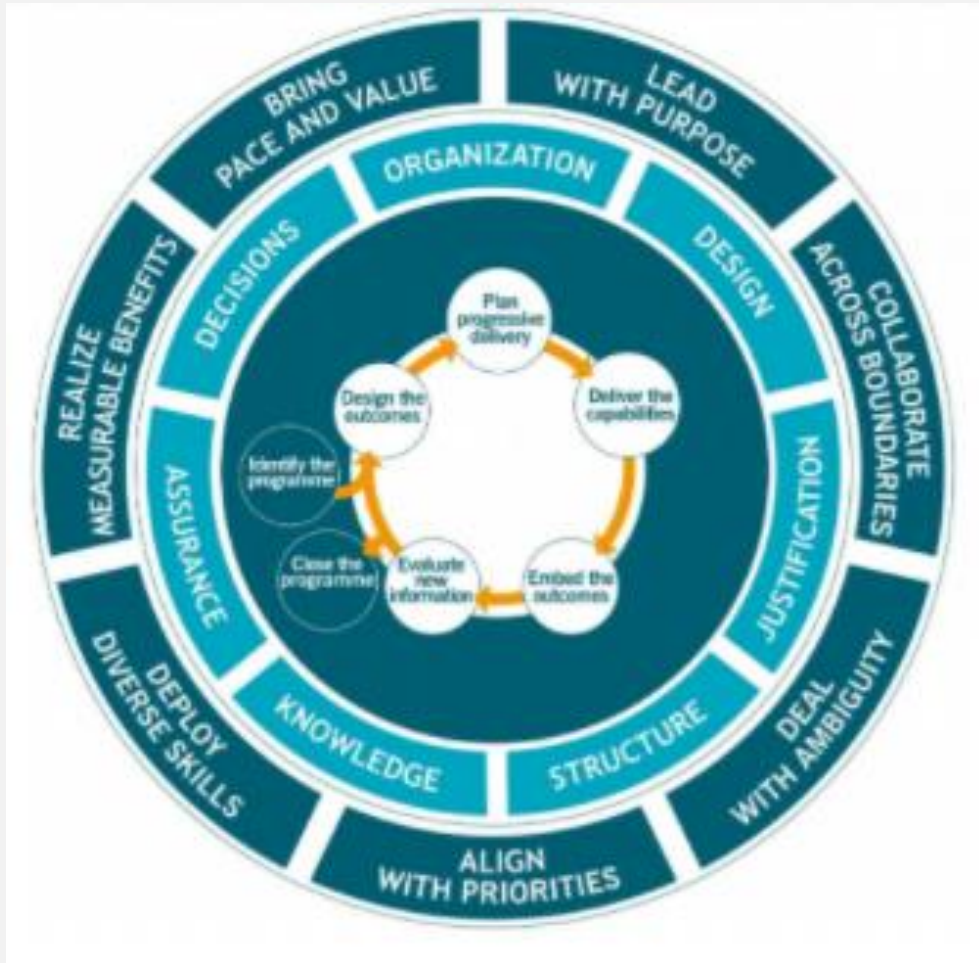 BRING
PACE AND VALUE
LEAD
WITH PURPOSE
COLLABORATE
ACROSS BOUNDARIES
DEAL
WITH AMBIGUITY
ALIGN
WITH PRIORITIES
DEPLOY
DIVERSE SKILLS
REALIZE
MEASURABLE BENEFITS
ORGANIZATION
DESIGN
JUSTIFICATION
STRUCTURE
KNOWLEDGE
ASSURANCE
DECISIONS
Plan
progressive
delivery
Deliver the
capabilities
Embed the
outcomes
Evaluate
new
information
Close the
programme
Identify the
programme
Design the
outcomes